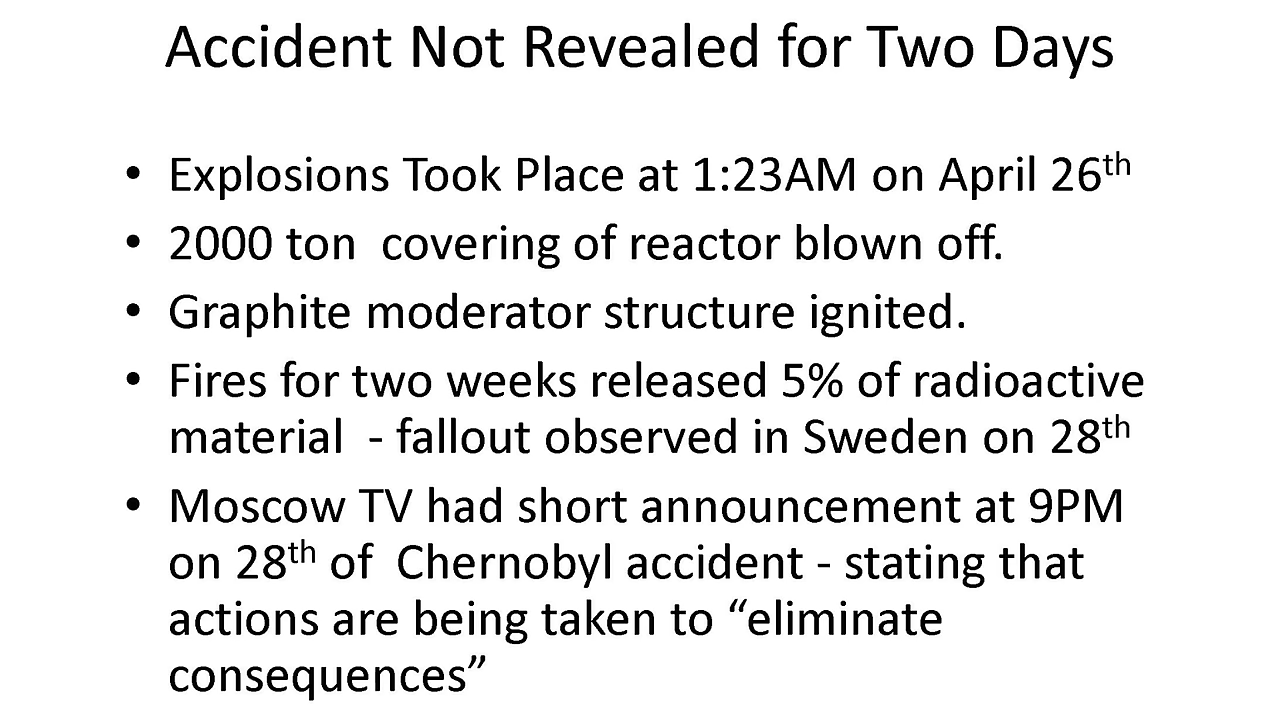 Accident Not Revealed for Two Days
• Explosions Took Place at 1:23AM on April 26th
• 2000 ton  covering of reactor blown off.
• Graphite moderator structure ignited.
• Fires for two weeks released 5% of radioactive
material  - fallout observed in Sweden on 28th
• Moscow TV had short announcement at 9PM
on 28th of  Chernobyl accident - stating that
actions are being taken to “eliminate
consequences”